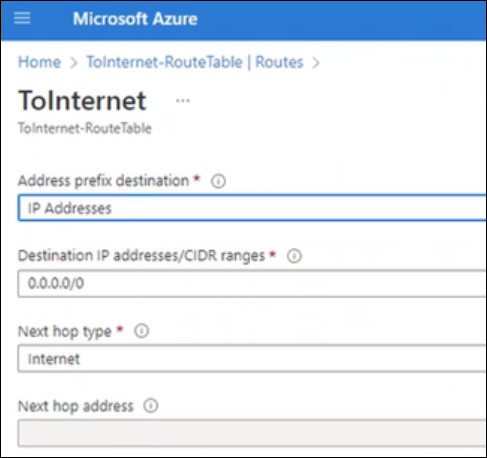 Microsoft Azure
Home > ToInternet-RouteTable | Routes >
ToInternet ...
ToInternet-RouteTable
Address prefix destination *
IP Addresses
Destination IP addresses/CIDR ranges *
0.0.0.0/0
Next hop type *
Internet
Next hop address